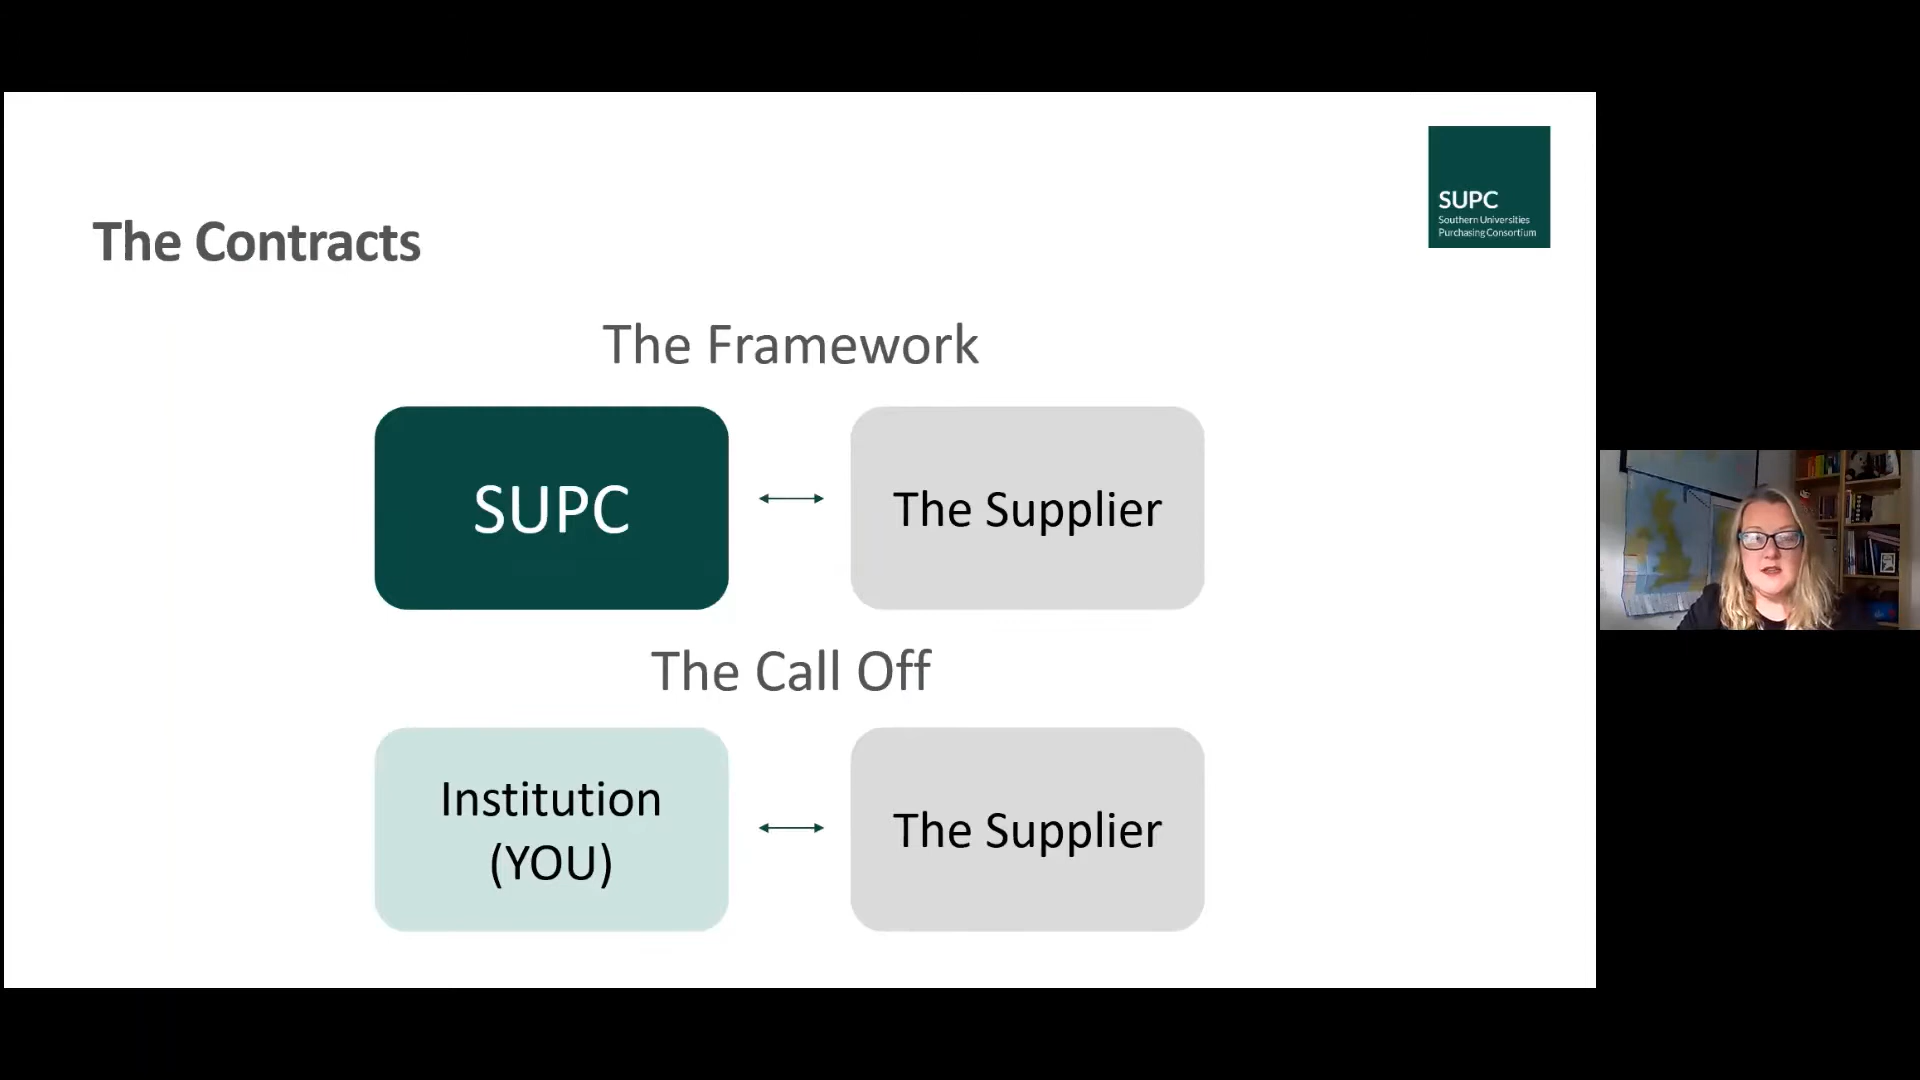 SUPC
Southern Universities
Purchasing Consortium
The Contracts
The Framework
SUPC
The Supplier
The Call Off
Institution
(YOU)
The Supplier